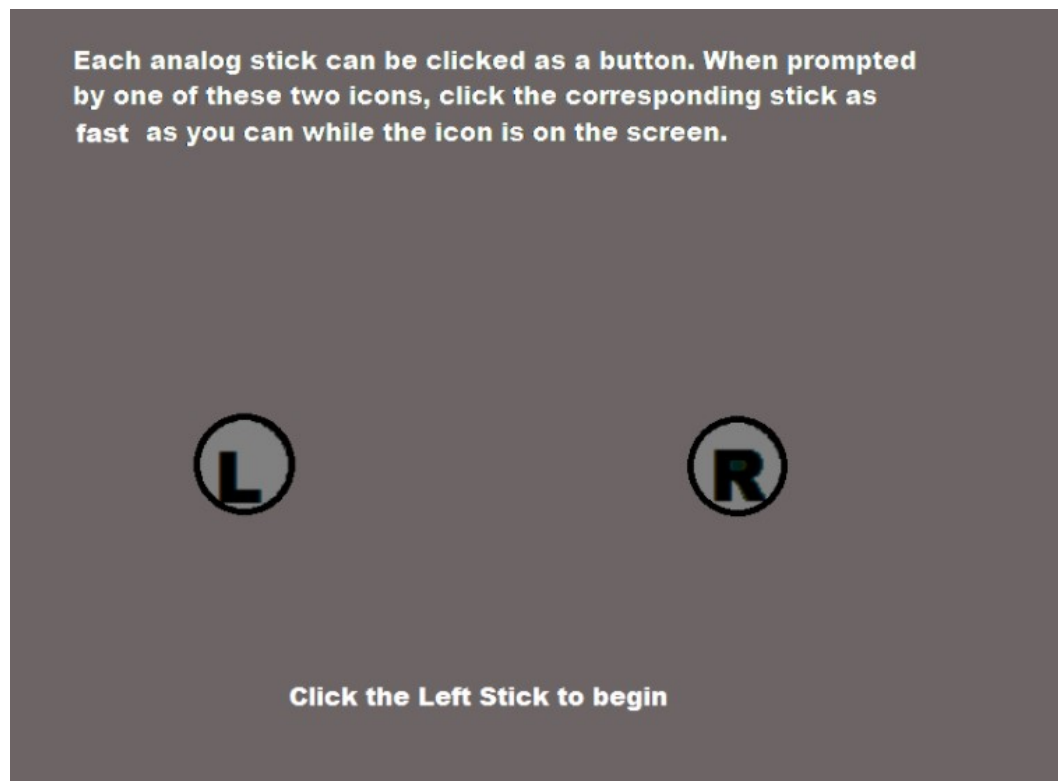 Each analog stick can be clicked as a button. When prompted
by one of these two icons, click the corresponding stick as
fast as you can while the icon is on the screen.
L R
Click the Left Stick to begin